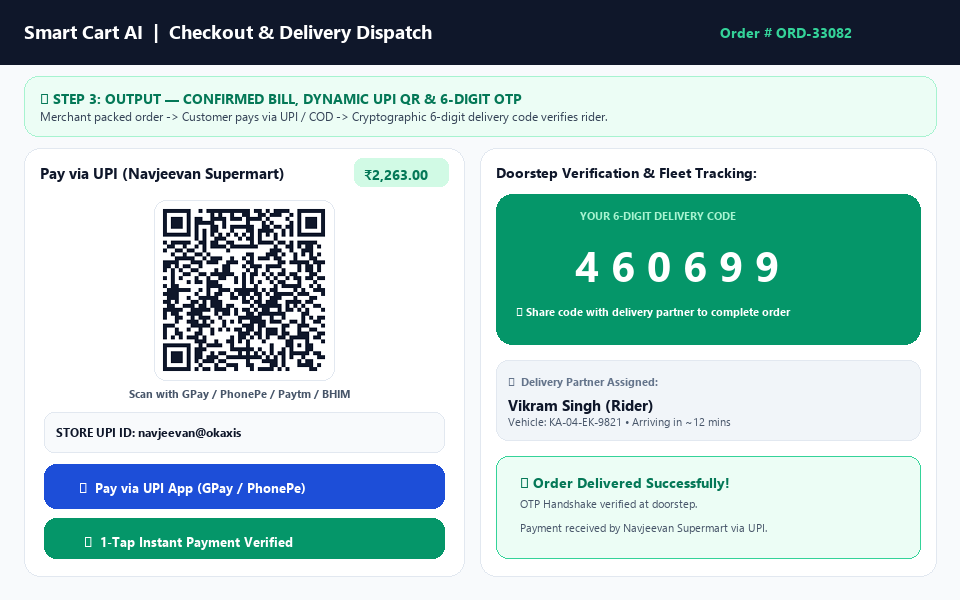 Smart Cart AI | Checkout & Delivery Dispatch
Order # ORD-33082
STEP 3: OUTPUT — CONFIRMED BILL, DYNAMIC UPI QR & 6-DIGIT OTP
Merchant packed order -> Customer pays via UPI / COD -> Cryptographic 6-digit delivery code verifies rider.
Pay via UPI (Navjeevan Supermart)
₹2,263.00
Scan with GPay / PhonePe / Paytm / BHIM
STORE UPI ID: navjeevan@okaxis
Pay via UPI App (GPay / PhonePe)
1-Tap Instant Payment Verified
Doorstep Verification & Fleet Tracking:
YOUR 6-DIGIT DELIVERY CODE
4 6 0 6 9 9
Share code with delivery partner to complete order
Delivery Partner Assigned:
Vikram Singh (Rider)
Vehicle: KA-04-EK-9821 • Arriving in ~12 mins
Order Delivered Successfully!
OTP Handshake verified at doorstep.
Payment received by Navjeevan Supermart via UPI.